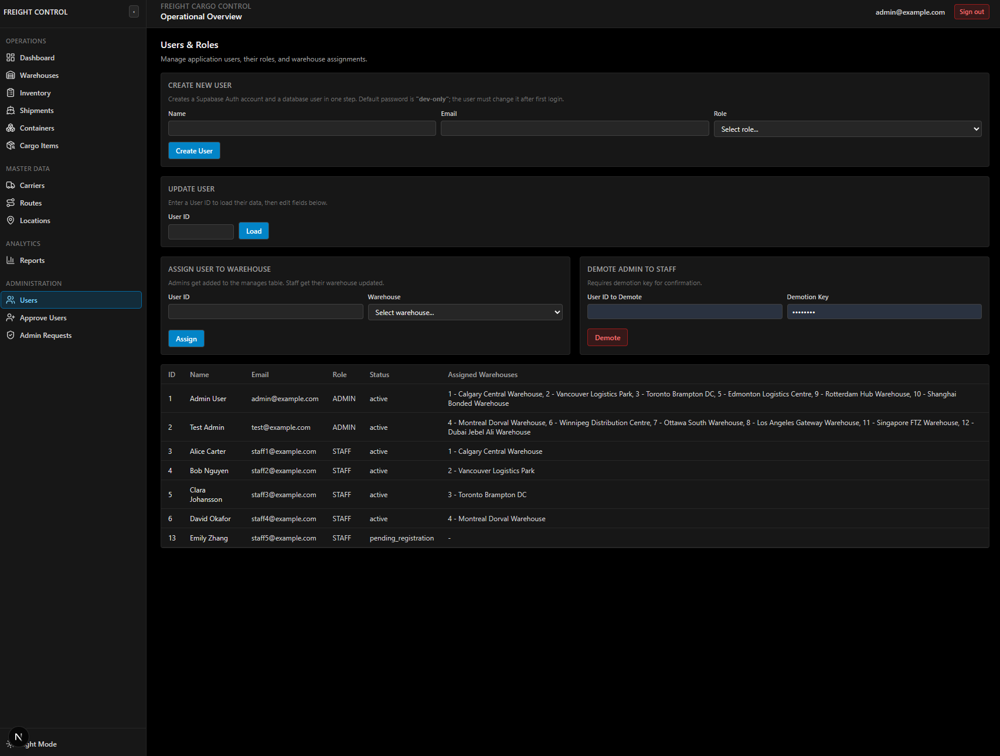 FREIGHT CONTROL
‹
FREIGHT CARGO CONTROL
Operational Overview
admin@example.com
Sign out
OPERATIONS
Dashboard
Warehouses
Inventory
Shipments
Containers
Cargo Items
MASTER DATA
Carriers
Routes
Locations
ANALYTICS
Reports
ADMINISTRATION
Users
Approve Users
Admin Requests
N
ght Mode
Users & Roles
Manage application users, their roles, and warehouse assignments.
CREATE NEW USER
Creates a Supabase Auth account and a database user in one step. Default password is "dev-only"; the user must change it after first login.
Name Email Role
Select role...
Create User
UPDATE USER
Enter a User ID to load their data, then edit fields below.
User ID
Load
ASSIGN USER TO WAREHOUSE
Admins get added to the manages table. Staff get their warehouse updated.
User ID Warehouse
Select warehouse...
Assign
DEMOTE ADMIN TO STAFF
Requires demotion key for confirmation.
User ID to Demote Demotion Key
••••••••
Demote
ID Name Email Role Status Assigned Warehouses
1 Admin User admin@example.com ADMIN active 1 - Calgary Central Warehouse, 2 - Vancouver Logistics Park, 3 - Toronto Brampton DC, 5 - Edmonton Logistics Centre, 9 - Rotterdam Hub Warehouse, 10 - Shanghai
Bonded Warehouse
2 Test Admin test@example.com ADMIN active 4 - Montreal Dorval Warehouse, 6 - Winnipeg Distribution Centre, 7 - Ottawa South Warehouse, 8 - Los Angeles Gateway Warehouse, 11 - Singapore FTZ Warehouse, 12 -
Dubai Jebel Ali Warehouse
3 Alice Carter staff1@example.com STAFF active 1 - Calgary Central Warehouse
4 Bob Nguyen staff2@example.com STAFF active 2 - Vancouver Logistics Park
5 Clara
Johansson staff3@example.com STAFF active 3 - Toronto Brampton DC
6 David Okafor staff4@example.com STAFF active 4 - Montreal Dorval Warehouse
13 Emily Zhang staff5@example.com STAFF pending_registration -